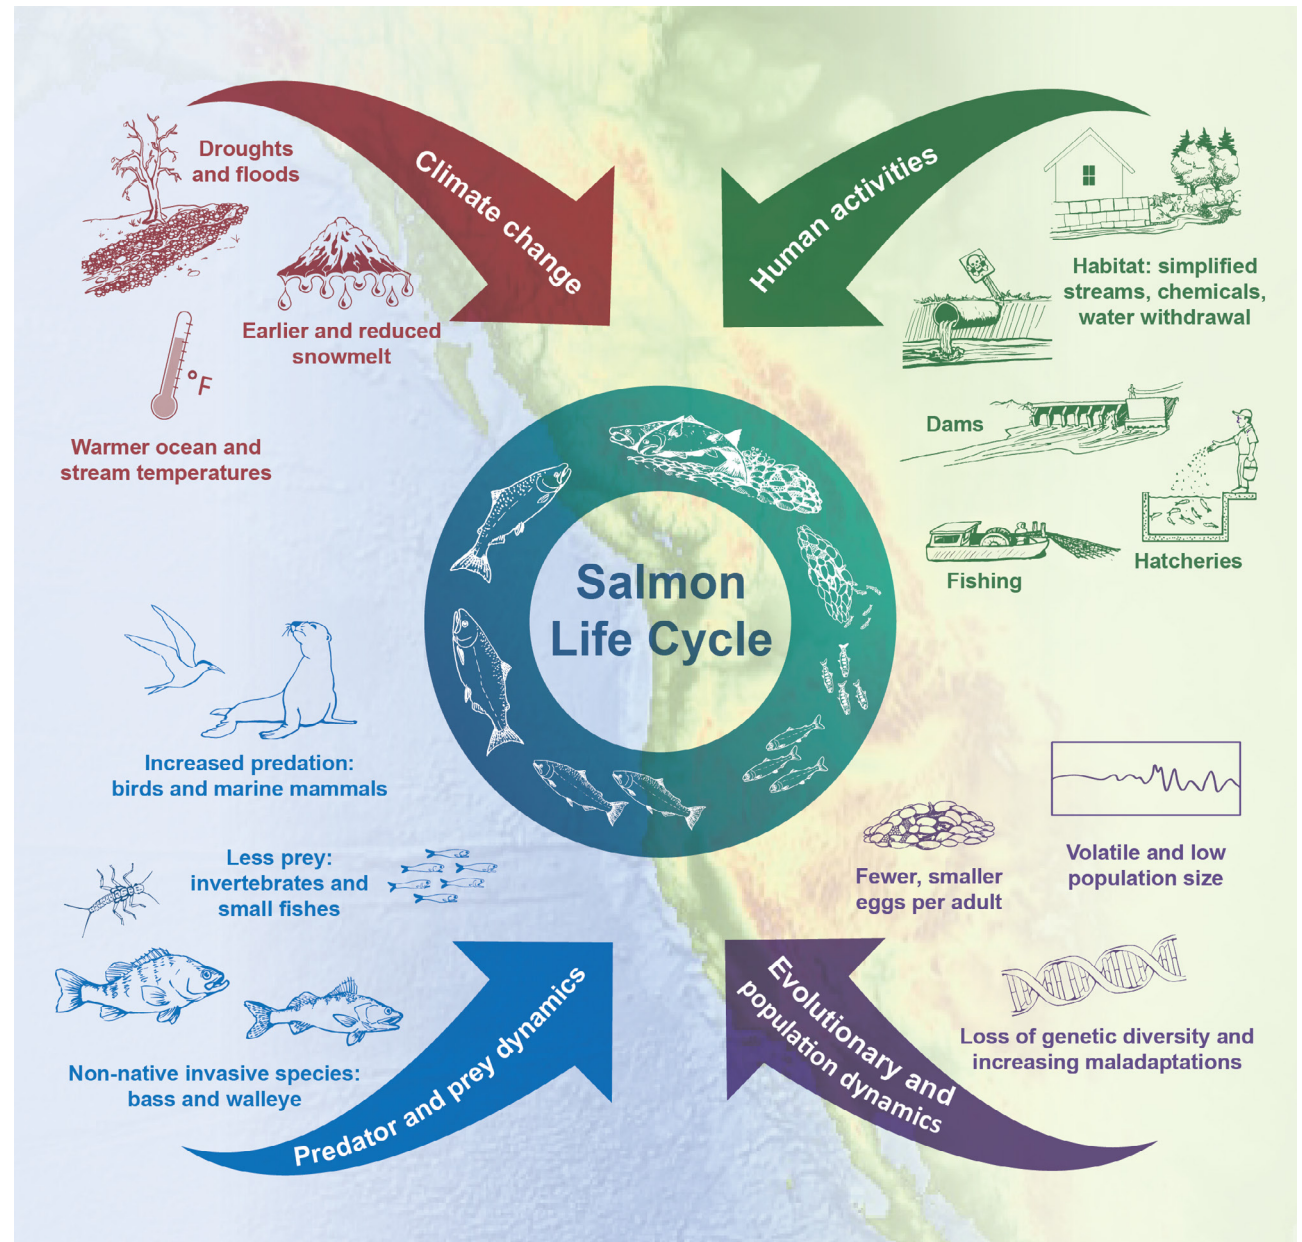 Climate change
Droughts
and floods
Earlier and reduced
snowmelt
°F
Warmer ocean and
stream temperatures
Human activities
Habitat: simplified
streams, chemicals,
water withdrawal
Dams
Hatcheries
Fishing
Salmon
Life Cycle
Increased predation:
birds and marine mammals
Less prey:
invertebrates and
small fishes
Non-native invasive species:
bass and walleye
Predator and prey dynamics
Volatile and low
population size
Fewer, smaller
eggs per adult
Loss of genetic diversity and
increasing maladaptations
Evolutionary and
population dynamics